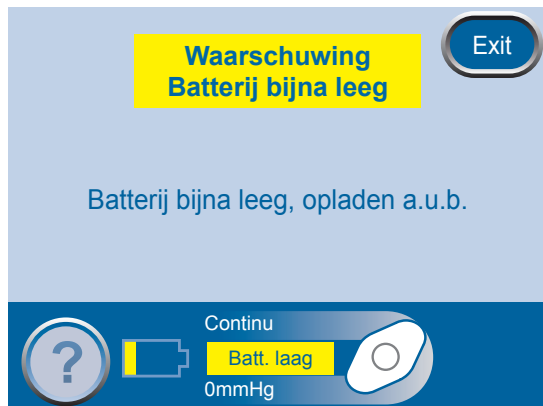 Waarschuwing
Batterij bijna leeg
Exit
Batterij bijna leeg, opladen a.u.b.
?
Continu
Batt. laag
0mmHg